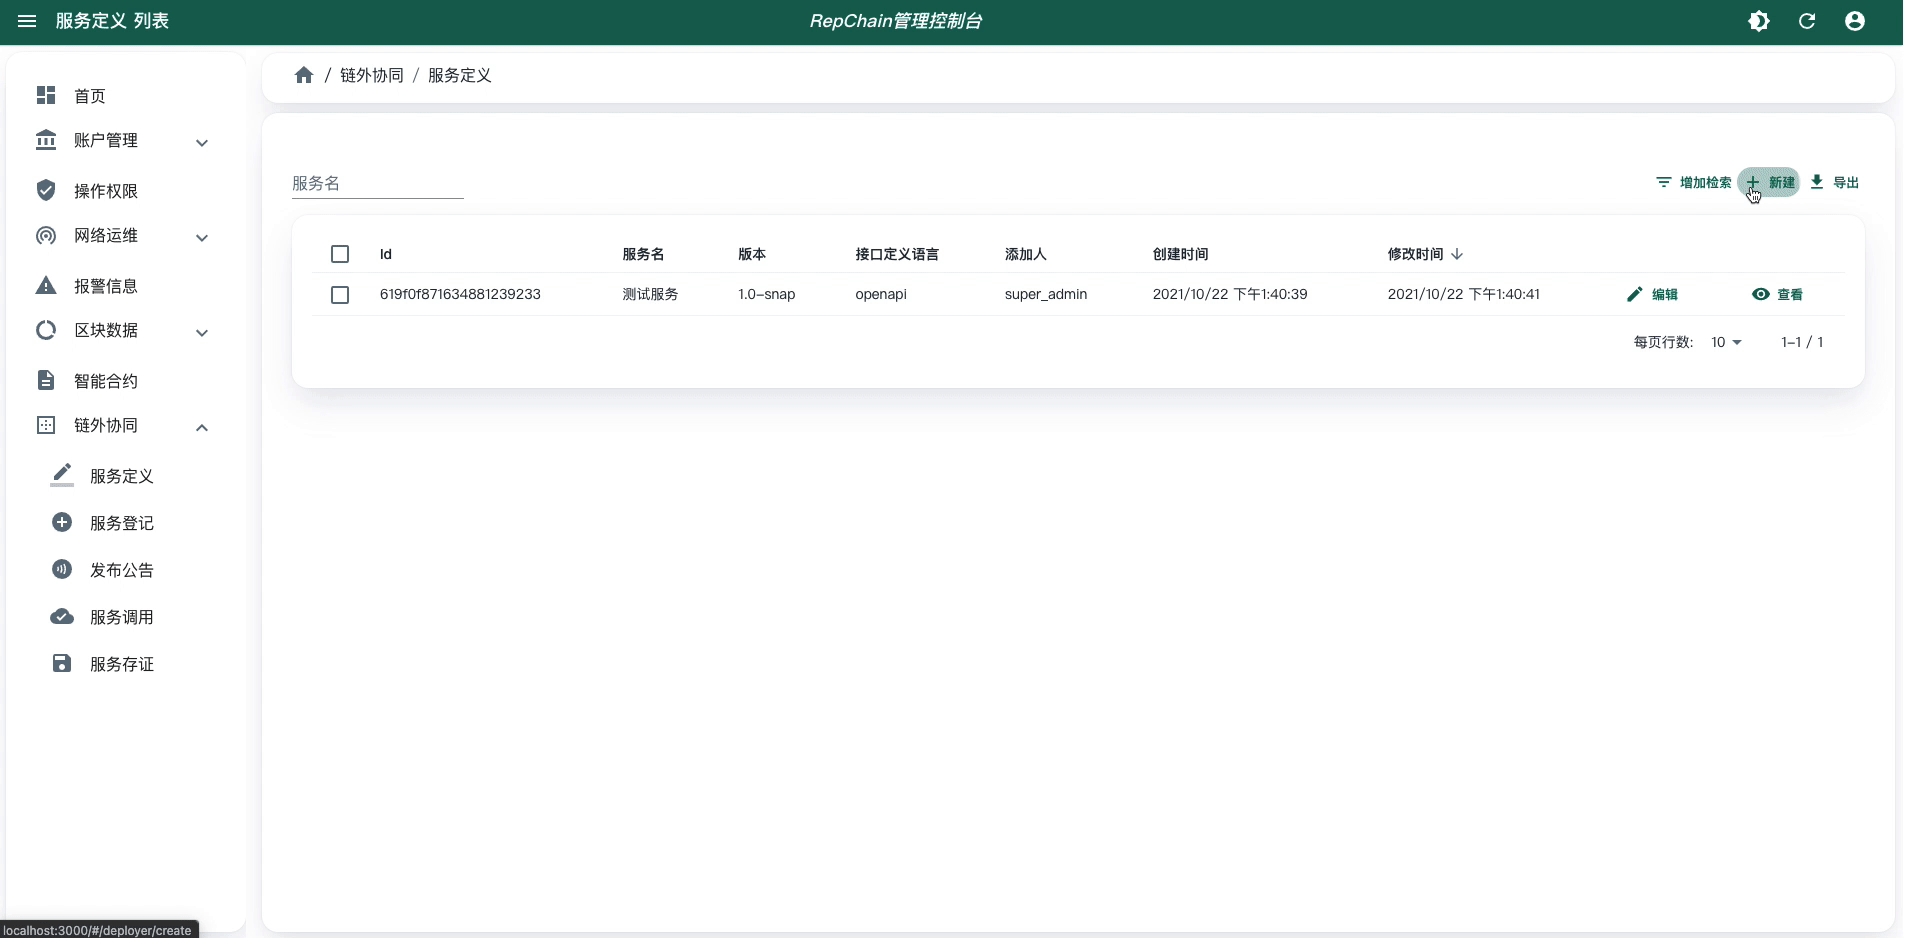 服务定义 列表
RepChain管理控制台
首页
账户管理
操作权限
网络运维
报警信息
区块数据
智能合约
链外协同
服务定义
服务登记
发布公告
服务调用
服务存证
/ 链外协同 / 服务定义
服务名
增加检索 新建 导出
Id 服务名 版本 接口定义语言 添加人 创建时间 修改时间
619f0f871634881239233 测试服务 1.0-snap openapi super_admin 2021/10/22 下午1:40:39 2021/10/22 下午1:40:41 编辑 查看
每页行数: 10 1-1 / 1
localhost:3000/#/deployer/create